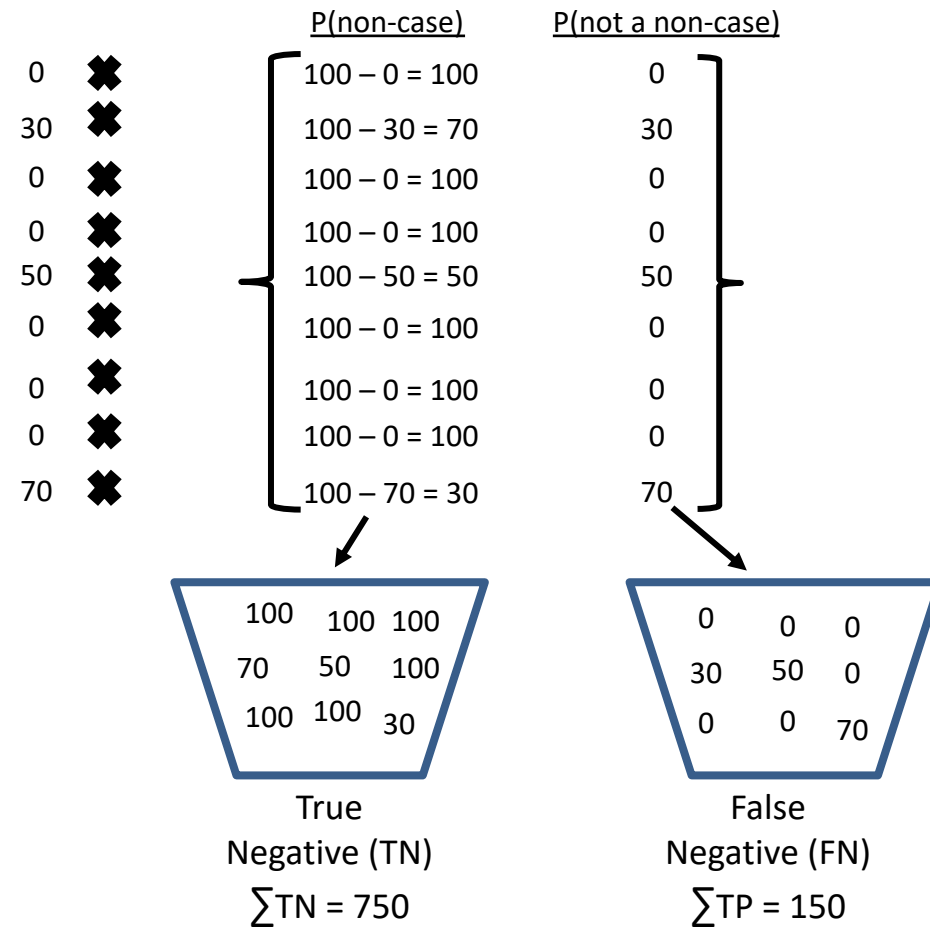 P(non-case) P(not a non-case)
0 100 – 0 = 100 0
30 100 – 30 = 70 30
0 100 – 0 = 100 0
0 100 – 0 = 100 0
50 100 – 50 = 50 50
0 100 – 0 = 100 0
0 100 – 0 = 100 0
0 100 – 0 = 100 0
70 100 – 70 = 30 70
100 100 100
70 50 100
100 100 30
0 0 0
30 50 0
0 0 70
True
Negative (TN)
∑TN = 750
False
Negative (FN)
∑TP = 150